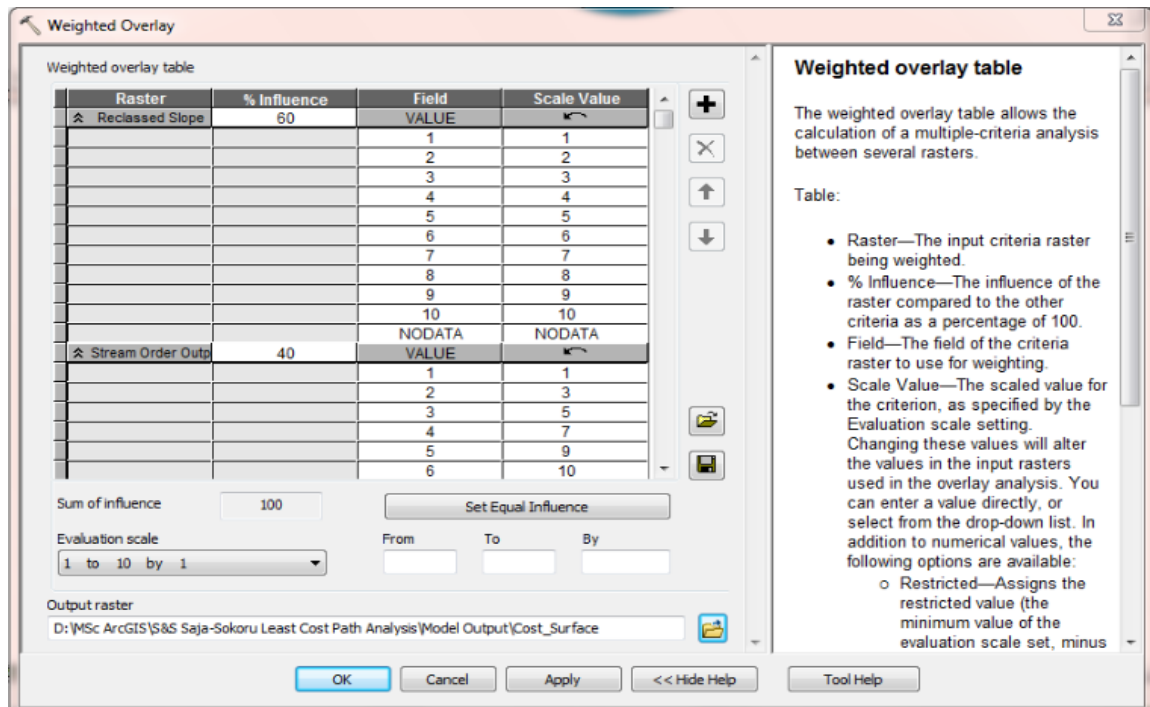 Weighted Overlay
Weighted overlay table
Raster % Influence Field Scale Value
Reclassed Slope 60 VALUE
1 1
2 2
3 3
4 4
5 5
6 6
7 7
8 8
9 9
10 10
NODATA NODATA
Stream Order Outp 40 VALUE
1 1
2 3
3 5
4 7
5 9
6 10
Sum of influence 100 Set Equal Influence
Evaluation scale From To By
1 to 10 by 1
Output raster
D:\MSc ArcGIS\S&S Saja-Sokoru Least Cost Path Analysis\Model Output\Cost_Surface
OK Cancel Apply << Hide Help Tool Help
Weighted overlay table
The weighted overlay table allows the
calculation of a multiple-criteria analysis
between several rasters.
Table:
• Raster—The input criteria raster
being weighted.
• % Influence—The influence of the
raster compared to the other
criteria as a percentage of 100.
• Field—The field of the criteria
raster to use for weighting.
• Scale Value—The scaled value for
the criterion, as specified by the
Evaluation scale setting.
Changing these values will alter
the values in the input rasters
used in the overlay analysis. You
can enter a value directly, or
select from the drop-down list. In
addition to numerical values, the
following options are available:
○ Restricted—Assigns the
restricted value (the
minimum value of the
evaluation scale set, minus